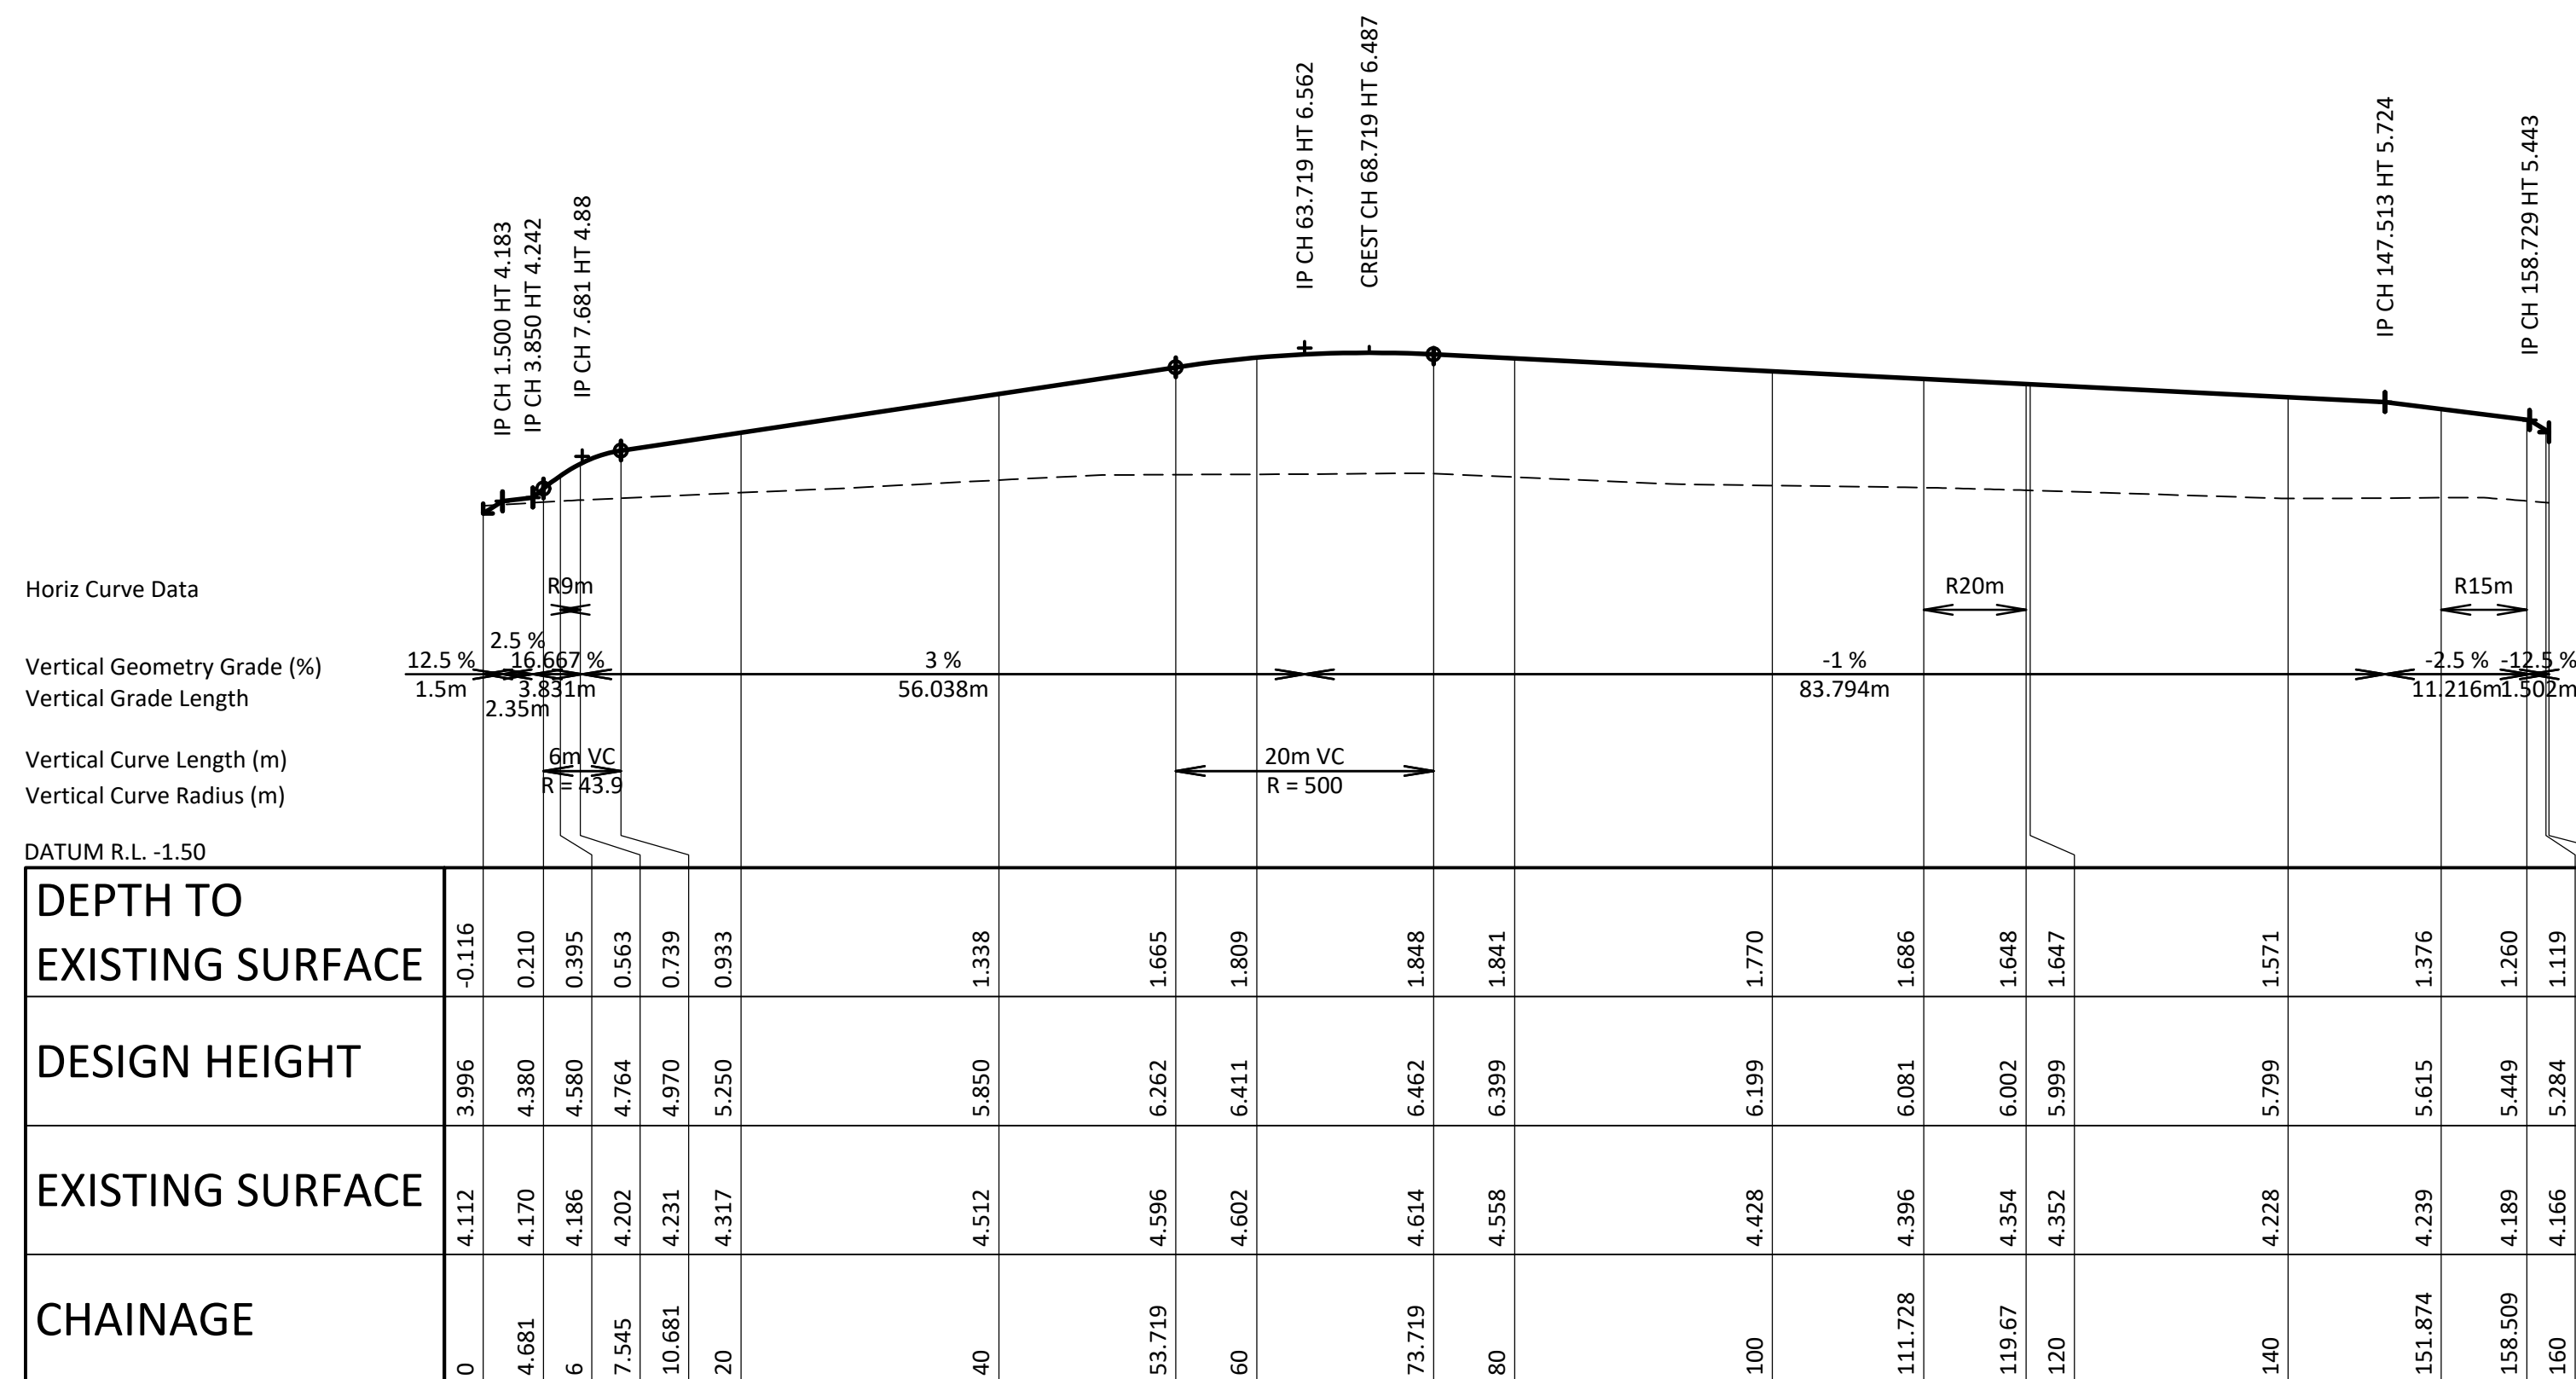 IP CH 1.500 HT 4.183
IP CH 3.850 HT 4.242
IP CH 7.681 HT 4.88
IP CH 63.719 HT 6.562
CREST CH 68.719 HT 6.487
IP CH 147.513 HT 5.724
IP CH 158.729 HT 5.443
Horiz Curve Data
R9m
R20m
R15m
Vertical Geometry Grade (%)
12.5 %
2.5 %
16.667 %
3 %
-1 %
-2.5 %
-12.5 %
Vertical Grade Length
1.5m
2.35m
3.831m
56.038m
83.794m
11.216m
1.502m
Vertical Curve Length (m)
6m VC
20m VC
Vertical Curve Radius (m)
R = 43.9
R = 500
DATUM R.L. -1.50
DEPTH TO
EXISTING SURFACE
-0.116
0.210
0.395
0.563
0.739
0.933
1.338
1.665
1.809
1.848
1.841
1.770
1.686
1.648
1.647
1.571
1.376
1.260
1.119
DESIGN HEIGHT
3.996
4.380
4.580
4.764
4.970
5.250
5.850
6.262
6.411
6.462
6.399
6.199
6.081
6.002
5.999
5.799
5.615
5.449
5.284
EXISTING SURFACE
4.112
4.170
4.186
4.202
4.231
4.317
4.512
4.596
4.602
4.614
4.558
4.428
4.396
4.354
4.352
4.228
4.239
4.189
4.166
CHAINAGE
0
4.681
6
7.545
10.681
20
40
53.719
60
73.719
80
100
111.728
119.67
120
140
151.874
158.509
160